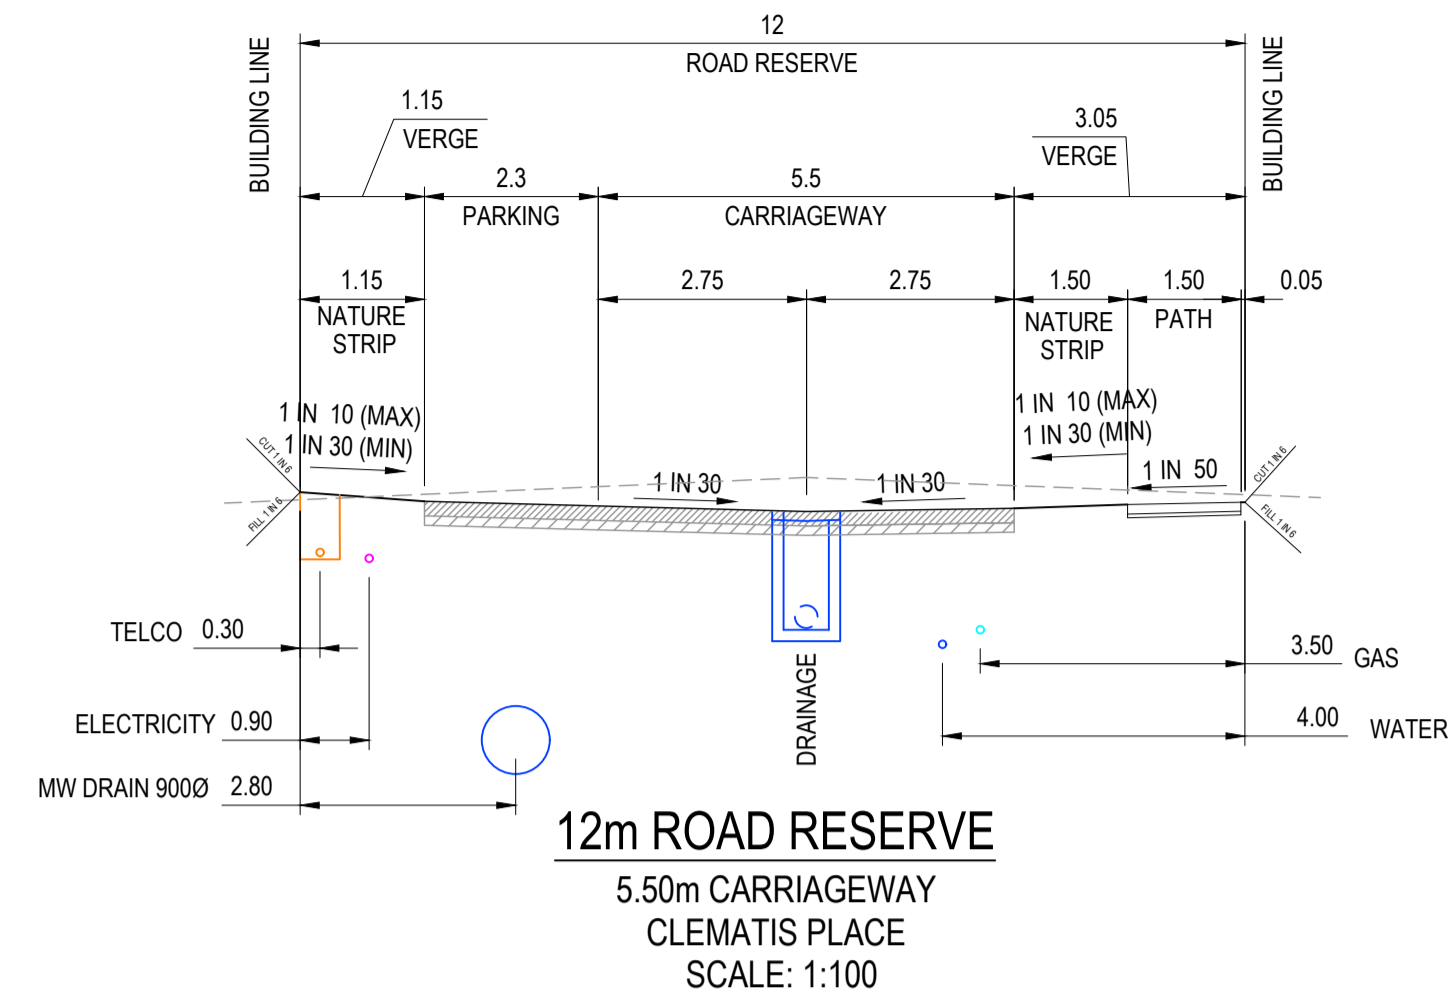 12
ROAD RESERVE
BUILDING LINE
BUILDING LINE
1.15
VERGE
3.05
VERGE
2.3
PARKING
5.5
CARRIAGEWAY
1.15
NATURE
STRIP
2.75
2.75
1.50
NATURE
STRIP
1.50
PATH
0.05
1 IN 10 (MAX)
1 IN 30 (MIN)
1 IN 10 (MAX)
1 IN 30 (MIN)
CUT 1 IN 6
FILL 1 IN 6
1 IN 30
1 IN 30
1 IN 50
CUT 1 IN 6
FILL 1 IN 6
TELCO 0.30
ELECTRICITY 0.90
MW DRAIN 900Ø 2.80
DRAINAGE
3.50 GAS
4.00 WATER
12m ROAD RESERVE
5.50m CARRIAGEWAY
CLEMATIS PLACE
SCALE: 1:100